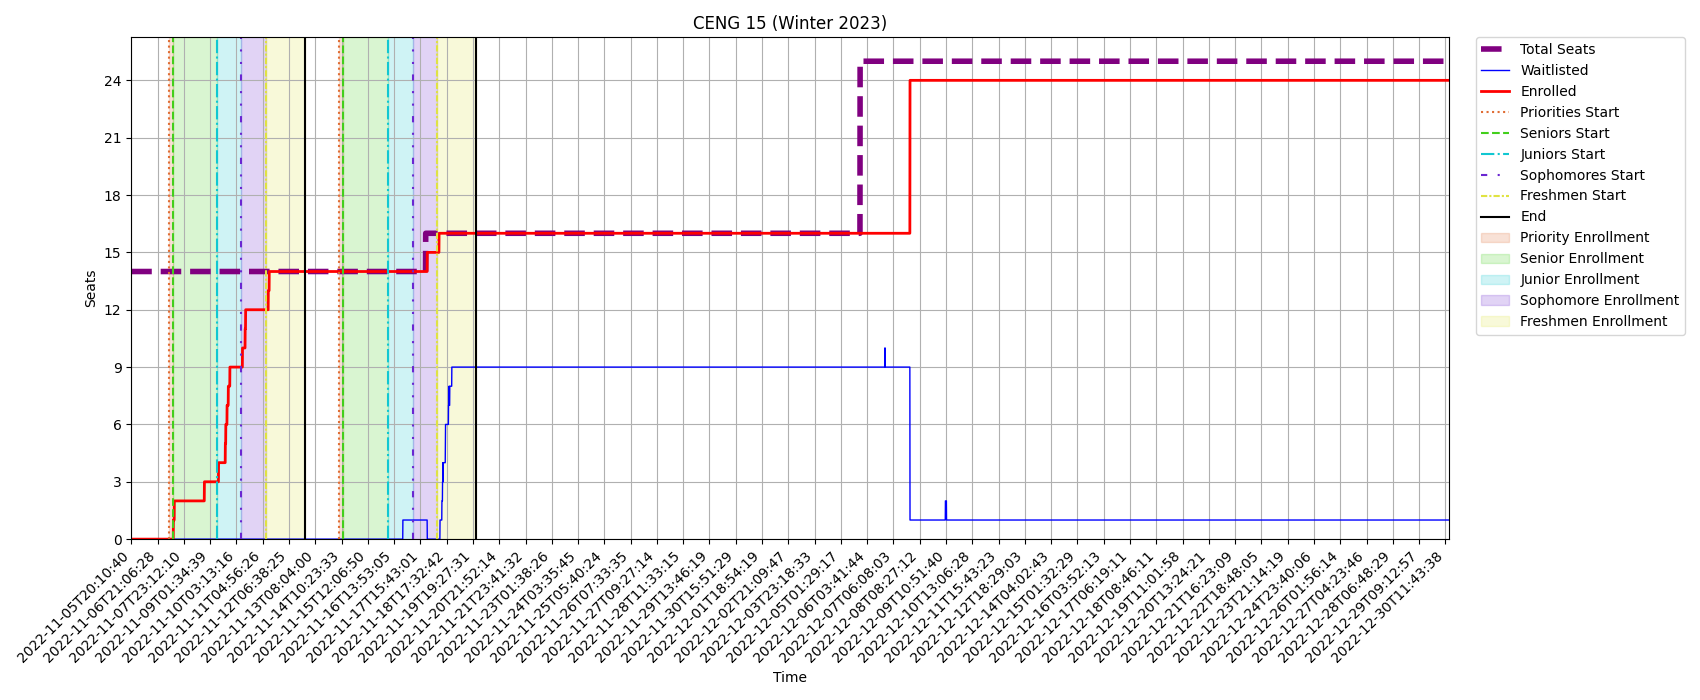 CENG 15 (Winter 2023)
Total Seats
Waitlisted
Enrolled
Priorities Start
Seniors Start
Juniors Start
Sophomores Start
Freshmen Start
End
Priority Enrollment
Senior Enrollment
Junior Enrollment
Sophomore Enrollment
Freshmen Enrollment
Seats
24
21
18
15
12
9
6
3
0
2022-11-05T20:10:40
2022-11-06T21:06:28
2022-11-07T23:12:10
2022-11-09T01:34:39
2022-11-10T03:13:16
2022-11-11T04:56:28
2022-11-12T06:38:25
2022-11-13T08:04:00
2022-11-14T10:23:33
2022-11-15T12:06:50
2022-11-16T13:53:05
2022-11-17T15:43:01
2022-11-18T17:32:42
2022-11-19T19:27:31
2022-11-20T21:52:14
2022-11-21T23:41:32
2022-11-23T01:38:26
2022-11-24T03:35:45
2022-11-25T05:40:24
2022-11-26T07:33:35
2022-11-27T09:27:14
2022-11-28T11:33:15
2022-11-29T13:46:19
2022-11-30T15:51:29
2022-12-01T18:54:19
2022-12-02T21:09:47
2022-12-03T23:18:33
2022-12-05T01:29:17
2022-12-06T03:41:44
2022-12-07T06:08:03
2022-12-08T08:27:12
2022-12-09T10:51:40
2022-12-10T13:06:28
2022-12-11T15:43:23
2022-12-12T18:29:03
2022-12-14T04:02:43
2022-12-15T10:32:29
2022-12-16T16:52:13
2022-12-17T06:19:11
2022-12-18T08:46:11
2022-12-19T11:01:58
2022-12-20T13:24:21
2022-12-21T16:23:09
2022-12-22T18:48:05
2022-12-23T21:14:19
2022-12-24T23:40:06
2022-12-26T01:56:14
2022-12-27T04:23:46
2022-12-28T06:48:29
2022-12-29T09:12:57
2022-12-30T11:43:38
Time